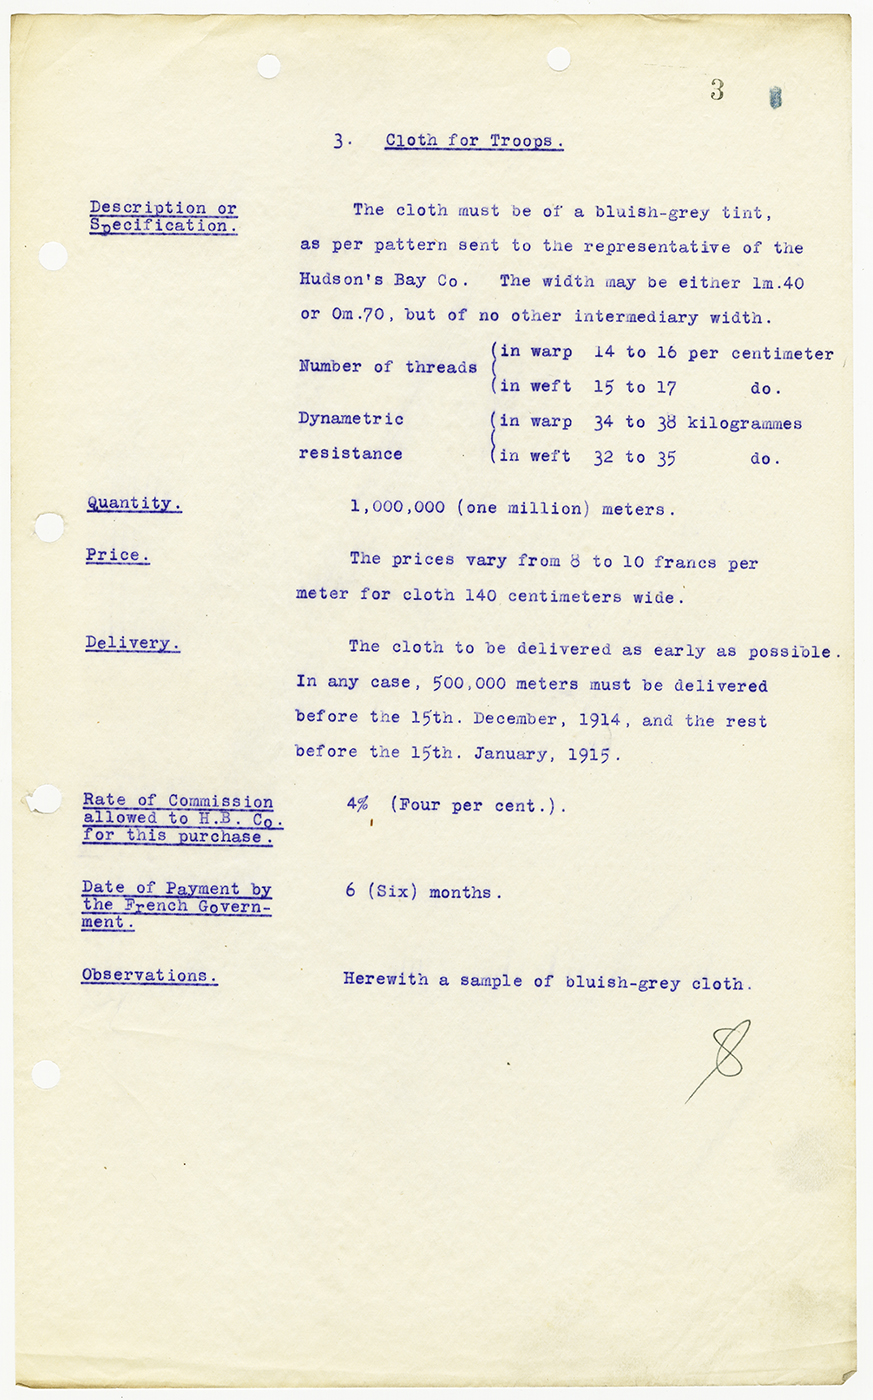 3
3. Cloth for Troops.
Description or
Specification.
The cloth must be of a bluish-grey tint,
as per pattern sent to the representative of the
Hudson's Bay Co. The width may be either 1m.40
or 0m.70, but of no other intermediary width.
Number of threads
(in warp 14 to 16 per centimeter
(in weft 15 to 17 do.
Dynametric
resistance
(in warp 34 to 38 kilogrammes
(in weft 32 to 35 do.
Quantity.
1,000,000 (one million) meters.
Price.
The prices vary from 8 to 10 francs per
meter for cloth 140 centimeters wide.
Delivery.
The cloth to be delivered as early as possible.
In any case, 500,000 meters must be delivered
before the 15th. December, 1914, and the rest
before the 15th. January, 1915.
Rate of Commission
allowed to H.B. Co.
for this purchase.
4% (Four per cent.).
Date of Payment by
the French Govern-
ment.
6 (Six) months.
Observations.
Herewith a sample of bluish-grey cloth.